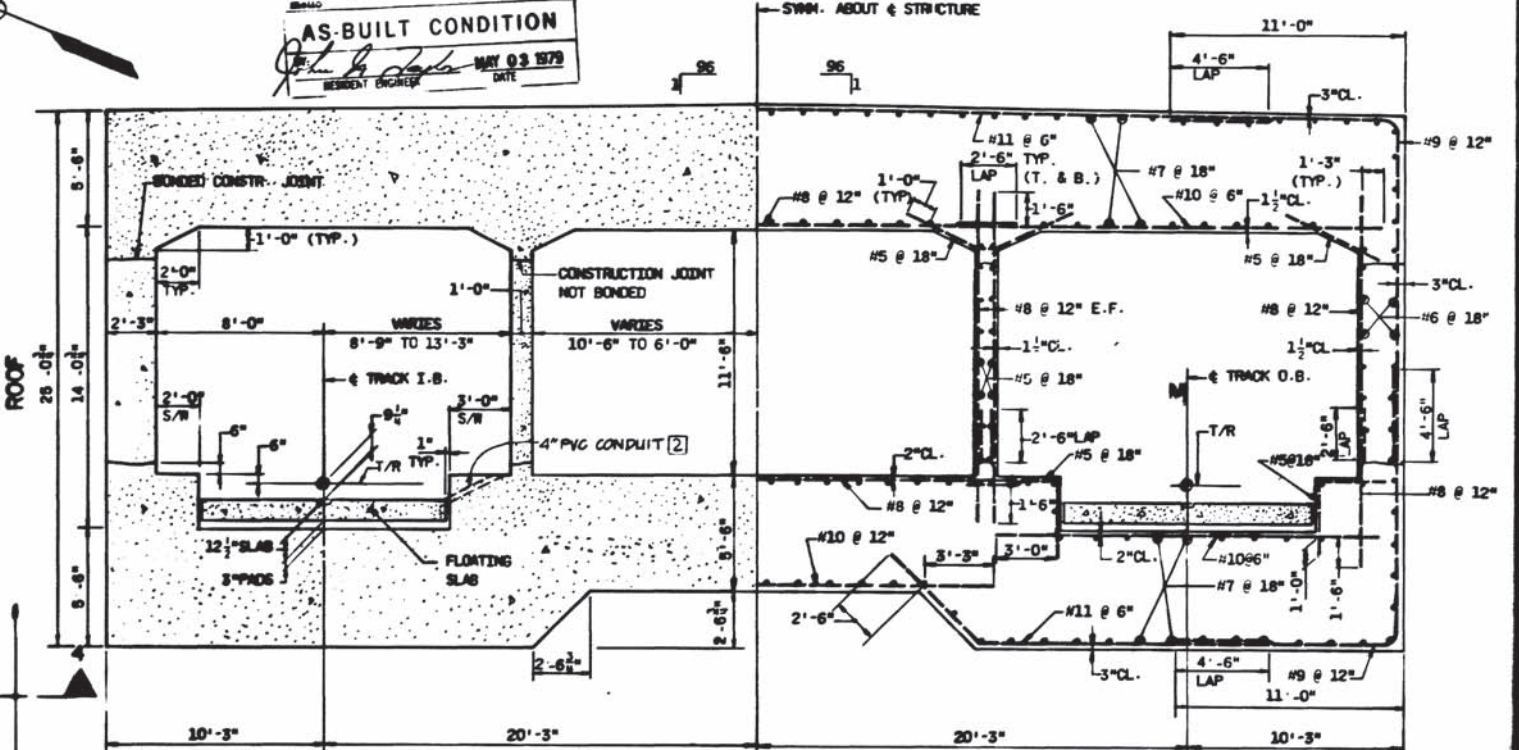 AS-BUILT CONDITION
BY:
MAY 03 1979
RESIDENT ENGINEER
DATE
SYMM. ABOUT ℄ STRUCTURE
11'-0"
4'-6"
LAP
96
1
96
1
3"CL.
#11 @ 6"
2'-6" TYP.
LAP (T. & B.)
#7 @ 18"
#9 @ 12"
1'-3"
(TYP.)
1'-0"
(TYP)
#8 @ 12"
1'-6"
#10 @ 6"
1½"CL.
5'-6"
BONDED CONSTR. JOINT
1'-0" (TYP.)
#5 @ 18"
#5 @ 18"
2'-0"
TYP.
CONSTRUCTION JOINT
NOT BONDED
1'-0"
3"CL.
2'-3"
8'-0"
VARIES
8'-9" TO 13'-3"
VARIES
10'-6" TO 6'-0"
#8 @ 12" E.F.
#8 @ 12"
#6 @ 18"
ROOF
25'-0¾"
14'-0¾"
11'-6"
1½"CL.
1½"CL
℄ TRACK I.B.
#5 @ 18"
℄ TRACK O.B.
2'-0"
S/W
9¼"
3'-0"
S/W
6"
6"
1"
TYP.
T/R
4" PVC CONDUIT 2
2'-6"LAP
T/R
2'-6"
LAP
4'-6"
LAP
2"CL.
#5 @ 18"
#5@18"
#8 @ 12"
1'-6"
#8 @ 12"
12½"SLAB
3"PADS
FLOATING
SLAB
5'-6"
5'-6"
#10 @ 12"
3'-3"
3'-0"
2"CL
#10@6"
#7 @ 18"
1'-0"
1'-6"
2'-6"
2'-6¾"
#11 @ 6"
4
2'-6¾"
3"CL.
4'-6"
LAP
#9 @ 12"
11'-0"
10'-3"
20'-3"
20'-3"
10'-3"